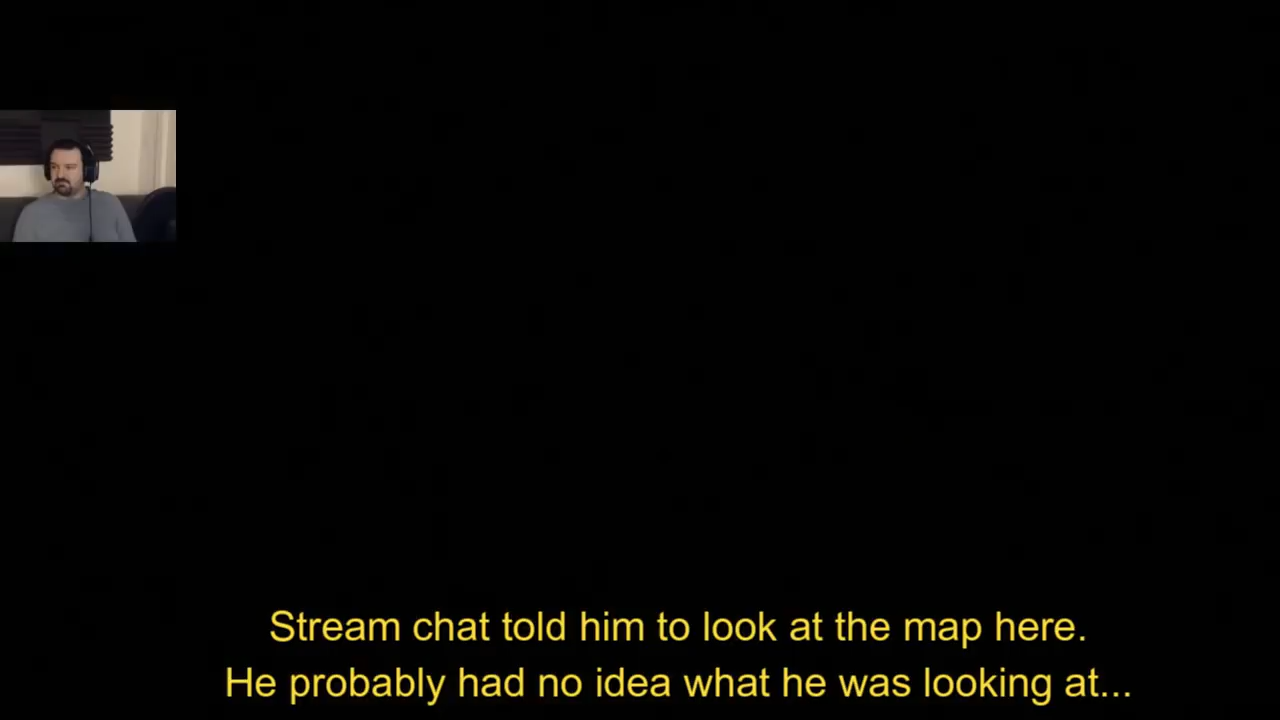 Stream chat told him to look at the map here.
He probably had no idea what he was looking at...